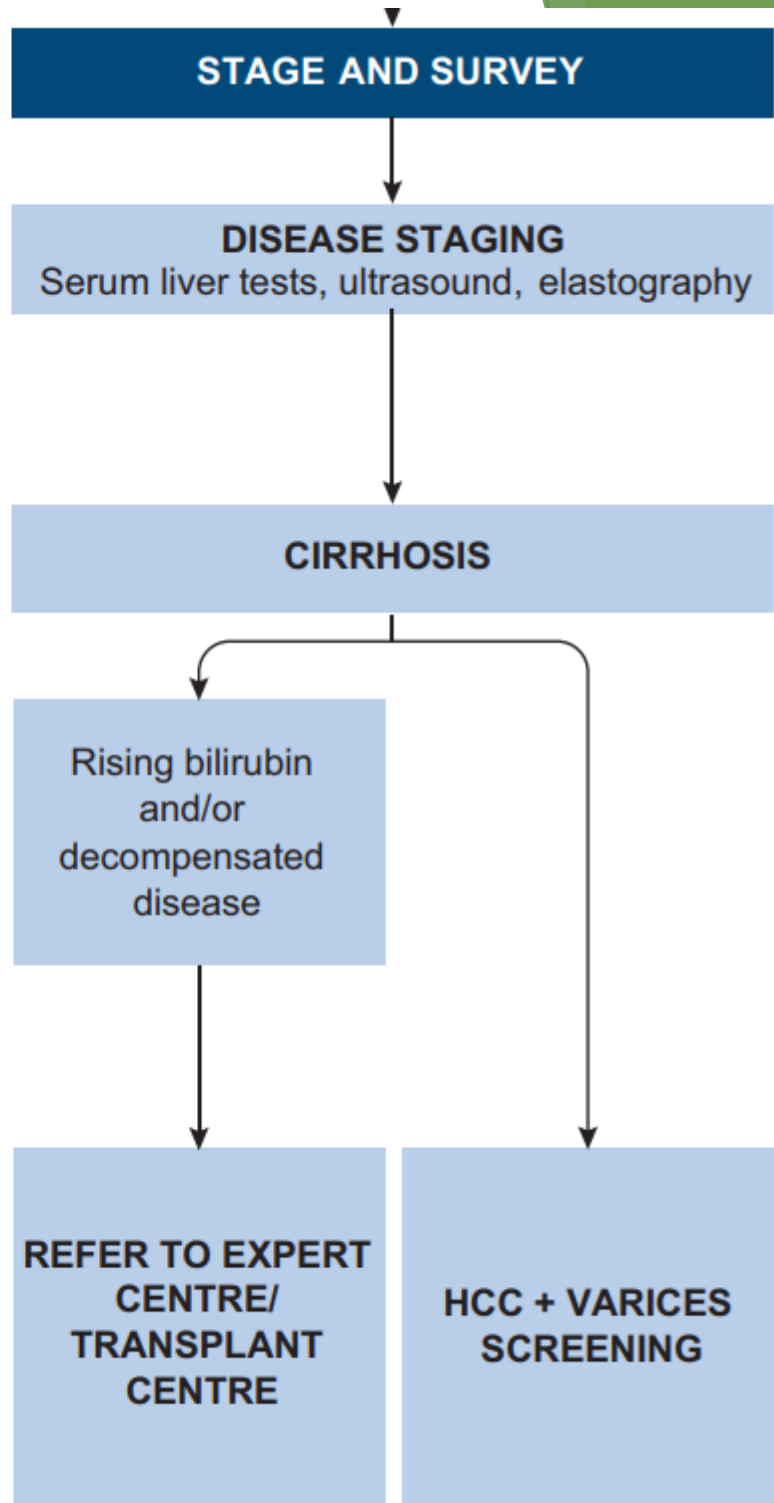 STAGE AND SURVEY
DISEASE STAGING
Serum liver tests, ultrasound, elastography
CIRRHOSIS
Rising bilirubin
and/or
decompensated
disease
REFER TO EXPERT
CENTRE/
TRANSPLANT
CENTRE
HCC + VARICES
SCREENING